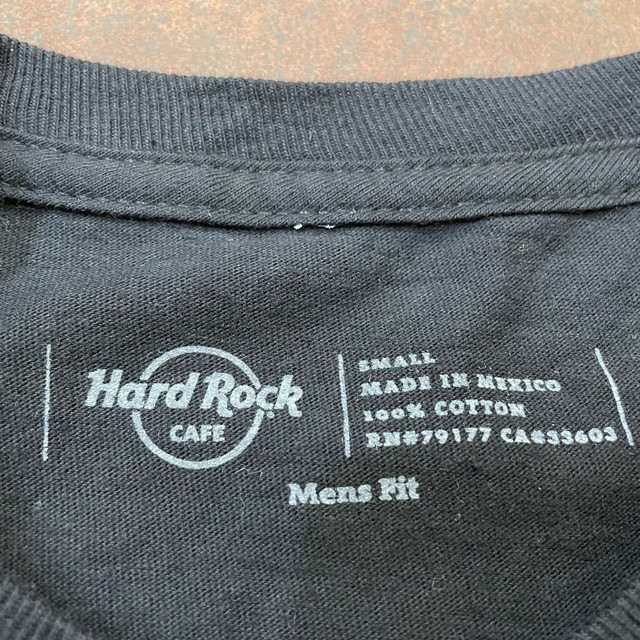 Hard Rock
CAFE
SMALL
MADE IN MEXICO
100% COTTON
RN#79177 CA#33603
Mens Fit